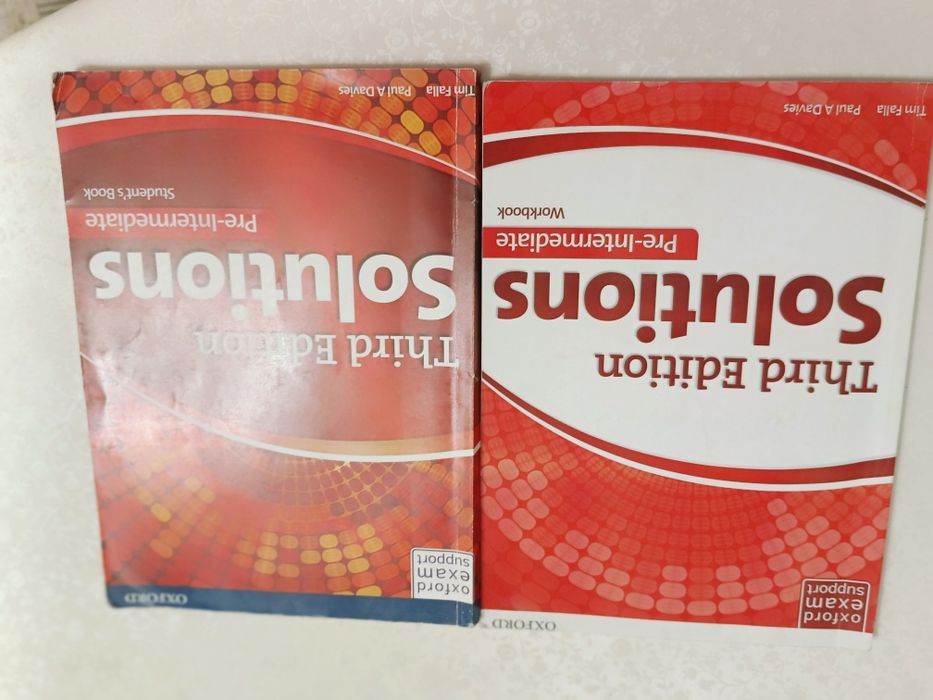 OXFORD
oxford
exam
support
Third Edition
Solutions
Pre-Intermediate
Workbook
Tim Falla Paul A Davies
OXFORD
oxford
exam
support
Third Edition
Solutions
Pre-Intermediate
Student's Book
Tim Falla Paul A Davies